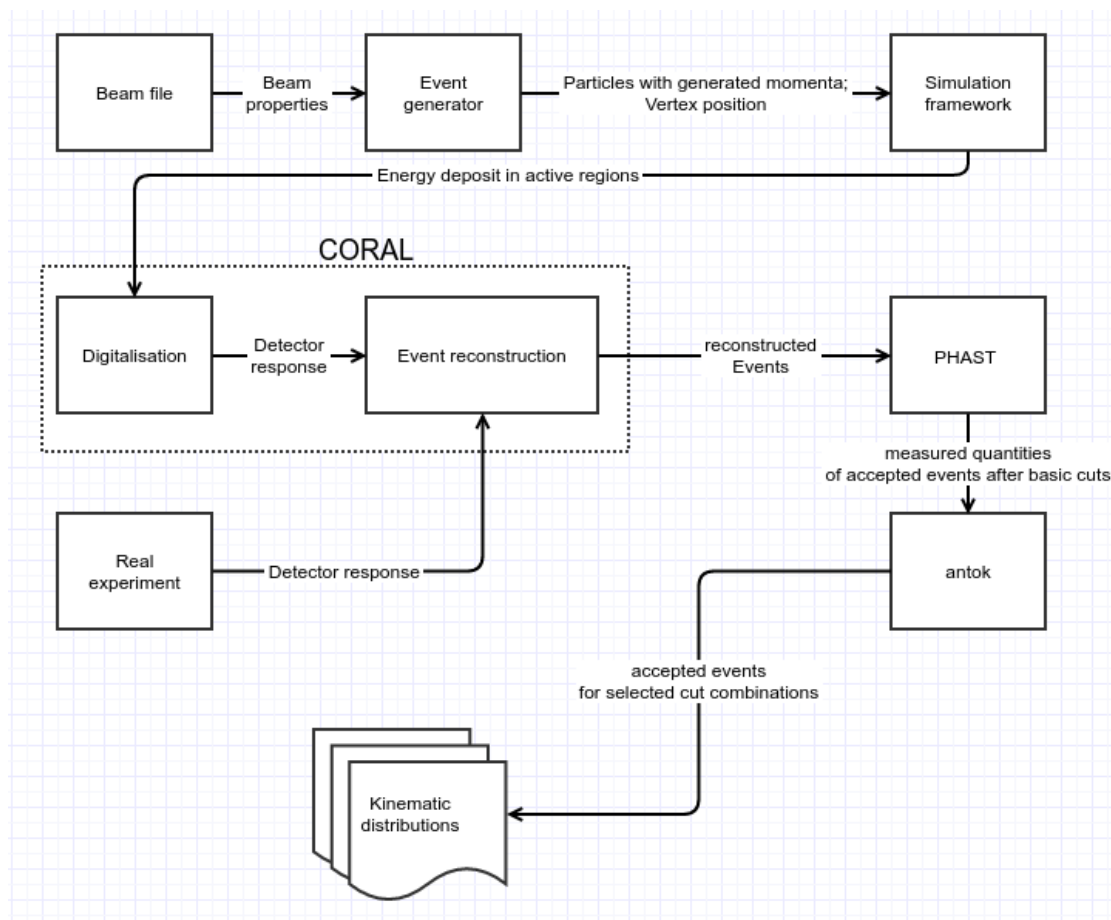 Beam file
Beam
properties
Event
generator
Particles with generated momenta;
Vertex position
Simulation
framework
Energy deposit in active regions
CORAL
Digitalisation
Detector
response
Event reconstruction
reconstructed
Events
PHAST
measured quantities
of accepted events after basic cuts
Real
experiment
Detector response
antok
accepted events
for selected cut combinations
Kinematic
distributions